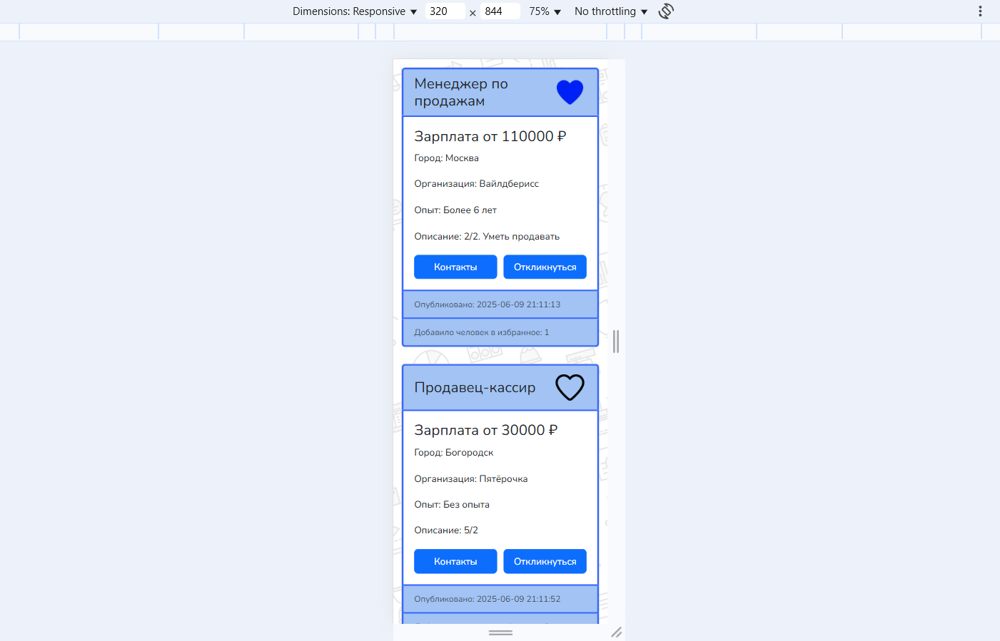 Dimensions: Responsive ▼ 320 × 844 75% ▼ No throttling ▼
Менеджер по
продажам
Зарплата от 110000 ₽
Город: Москва
Организация: Вайлдберисс
Опыт: Более 6 лет
Описание: 2/2. Уметь продавать
Контакты Откликнуться
Опубликовано: 2025-06-09 21:11:13
Добавило человек в избранное: 1
Продавец-кассир
Зарплата от 30000 ₽
Город: Богородск
Организация: Пятёрочка
Опыт: Без опыта
Описание: 5/2
Контакты Откликнуться
Опубликовано: 2025-06-09 21:11:52